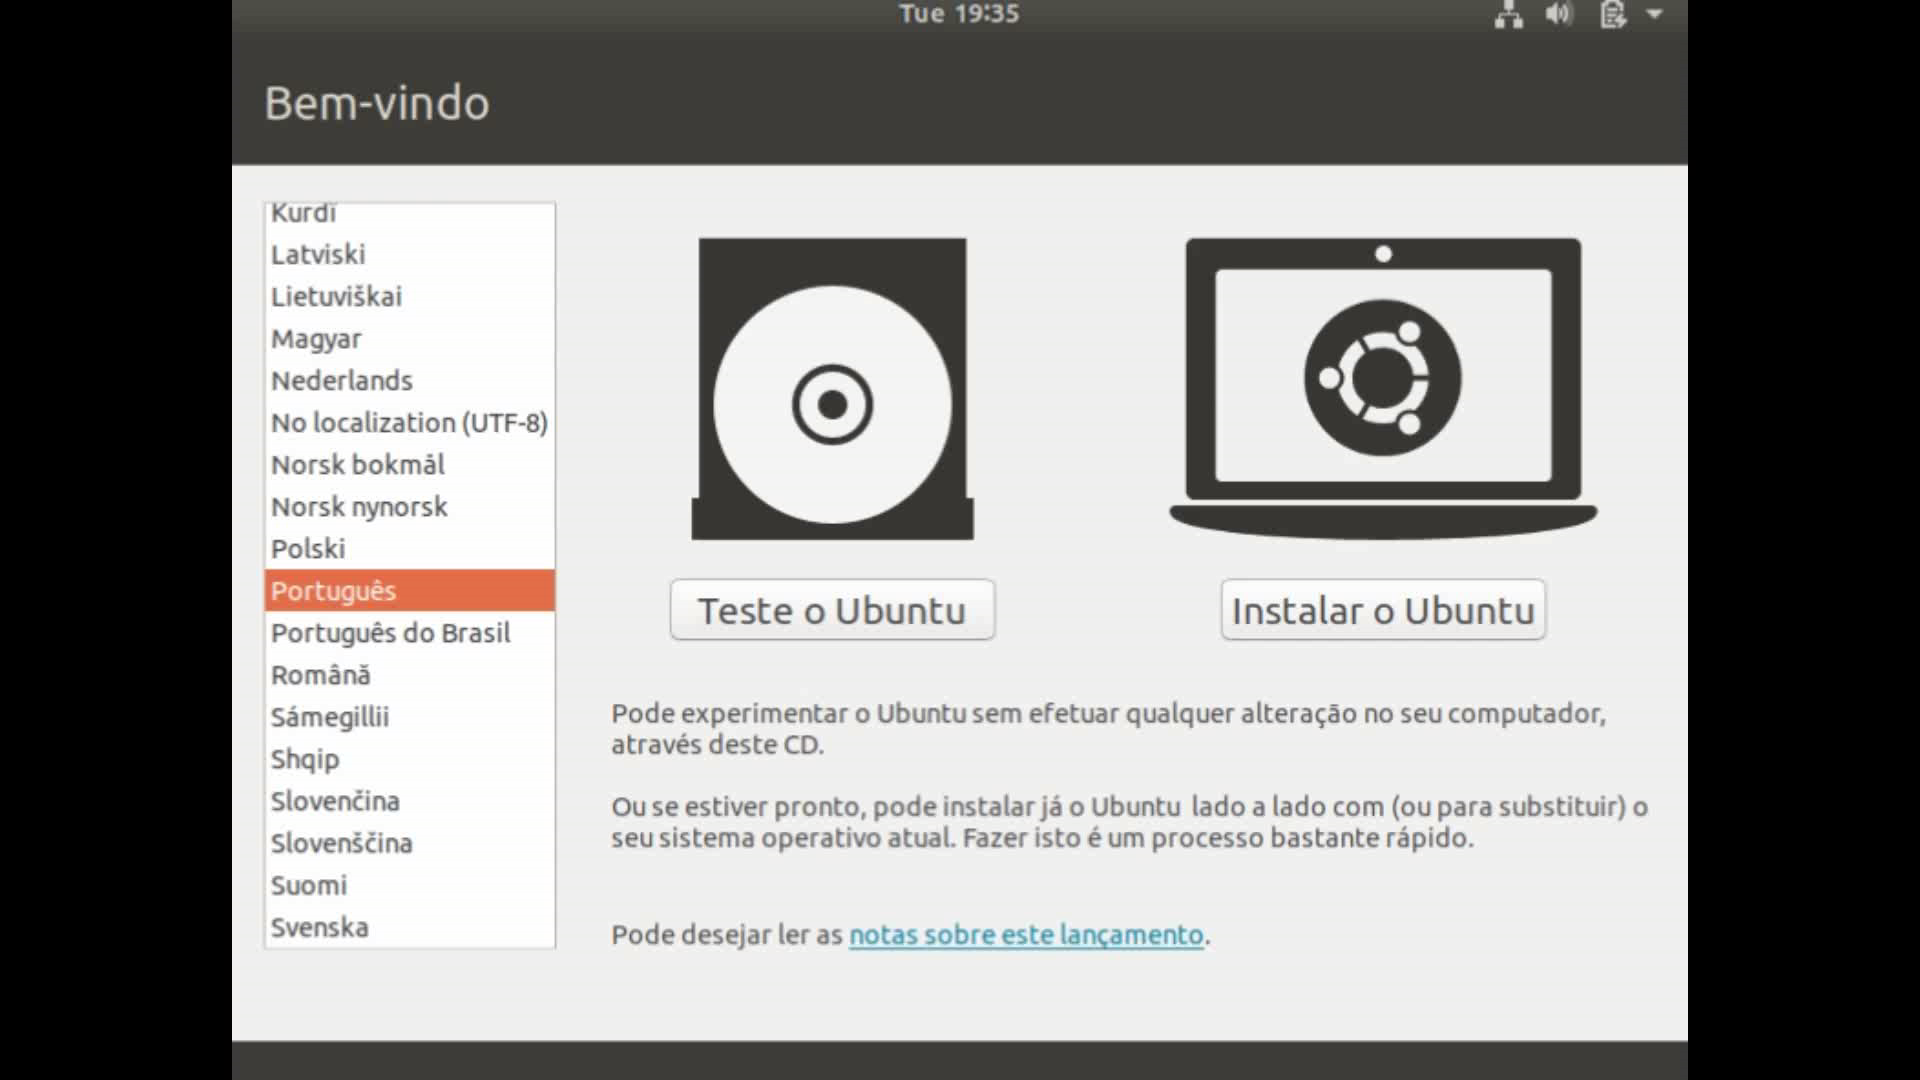 Tue 19:35
Bem-vindo
Kurdî
Latviski
Lietuviškai
Magyar
Nederlands
No localization (UTF-8)
Norsk bokmål
Norsk nynorsk
Polski
Português
Português do Brasil
Română
Sámegillii
Shqip
Slovenčina
Slovenščina
Suomi
Svenska
Teste o Ubuntu
Instalar o Ubuntu
Pode experimentar o Ubuntu sem efetuar qualquer alteração no seu computador,
através deste CD.
Ou se estiver pronto, pode instalar já o Ubuntu  lado a lado com (ou para substituir) o
seu sistema operativo atual. Fazer isto é um processo bastante rápido.
Pode desejar ler as notas sobre este lançamento.